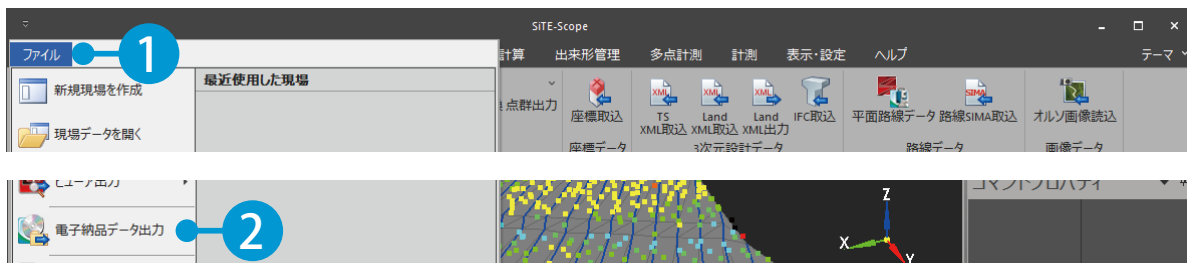 SiTE-Scope
ファイル
1
計算 出来形管理 多点計測 計測 表示・設定 ヘルプ テーマ
新規現場を作成
最近使用した現場
現場データを開く
点群出力
座標取込
TS
XML取込
Land
XML取込
Land
XML出力
IFC取込
平面路線データ
路線SIMA取込
オルソ画像読込
座標データ
3次元設計データ
路線データ
画像データ
ビューア出力
コマンドプロパティ
電子納品データ出力
2
Z
X
Y